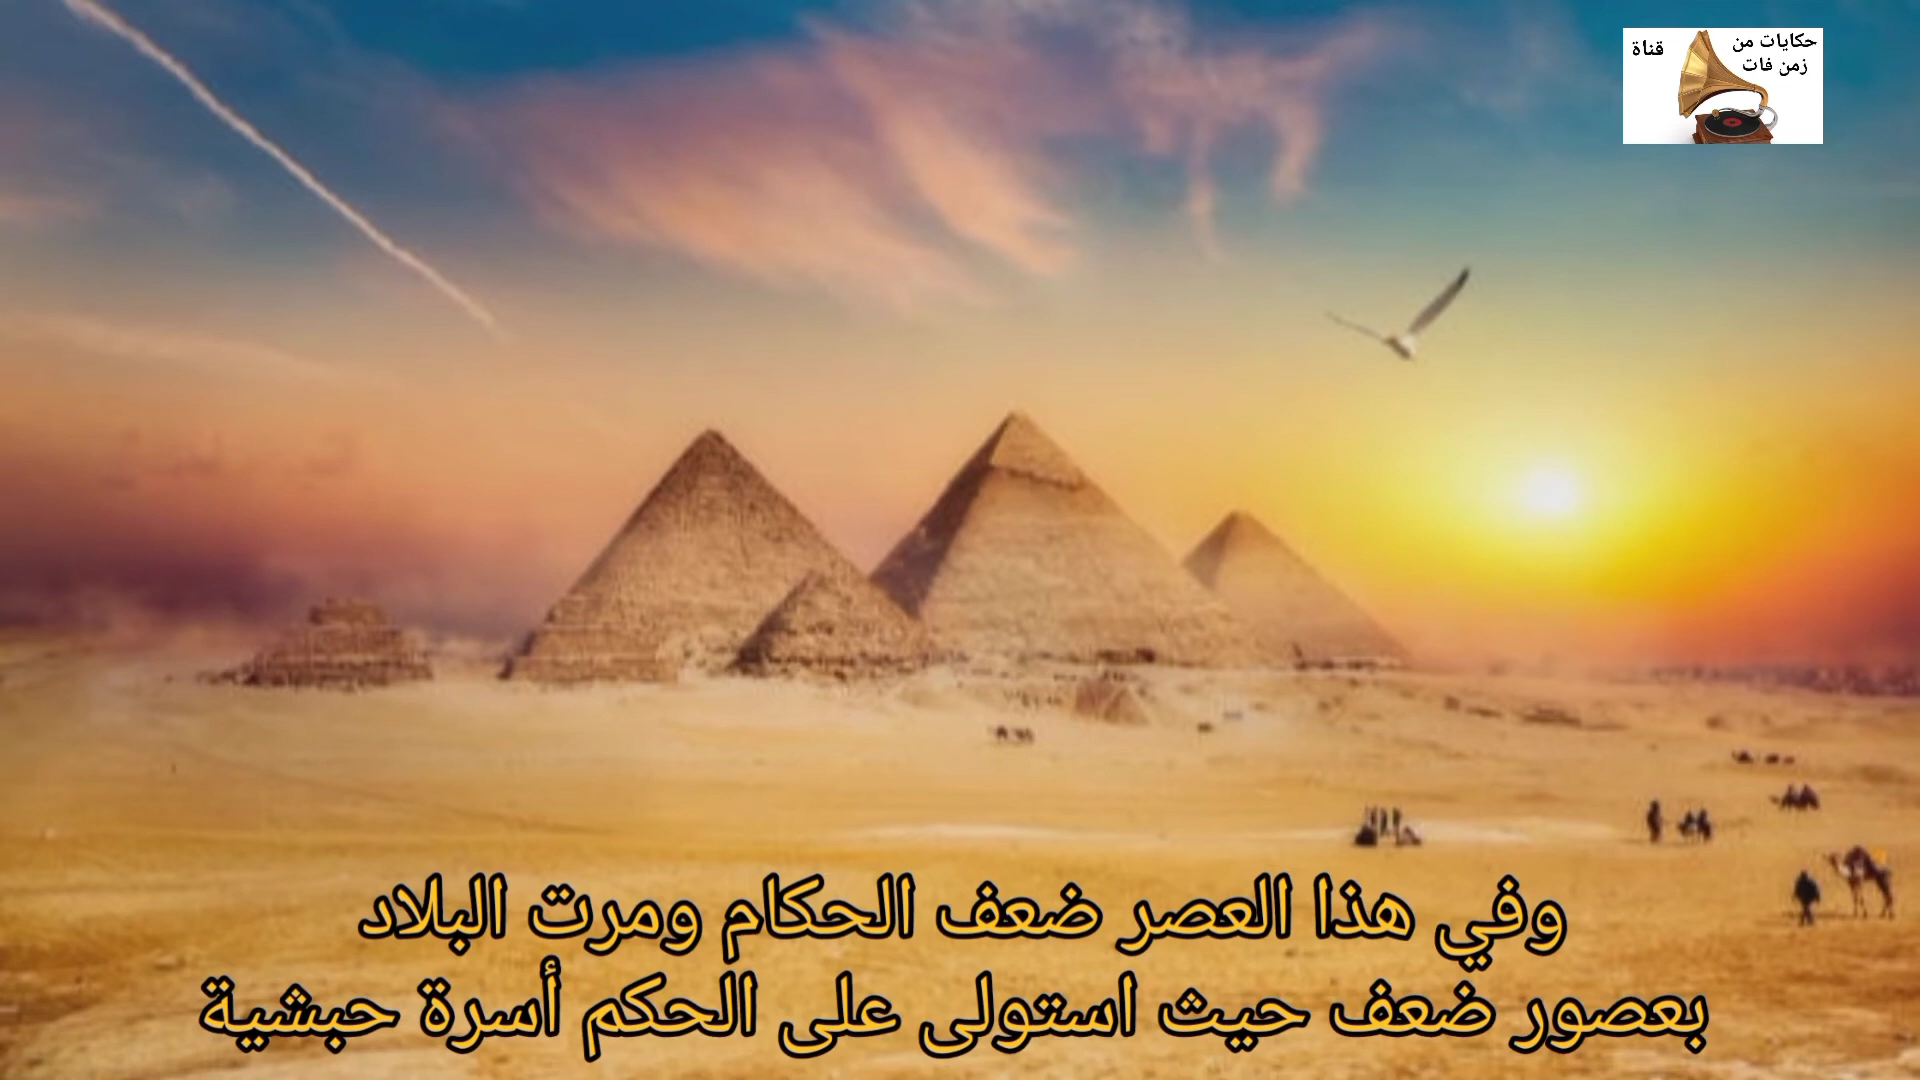 قناة
حكايات من
زمن فات
وفي هذا العصر ضعف الحكام ومرت البلاد
بعصور ضعف حيث استولى على الحكم أسرة حبشية